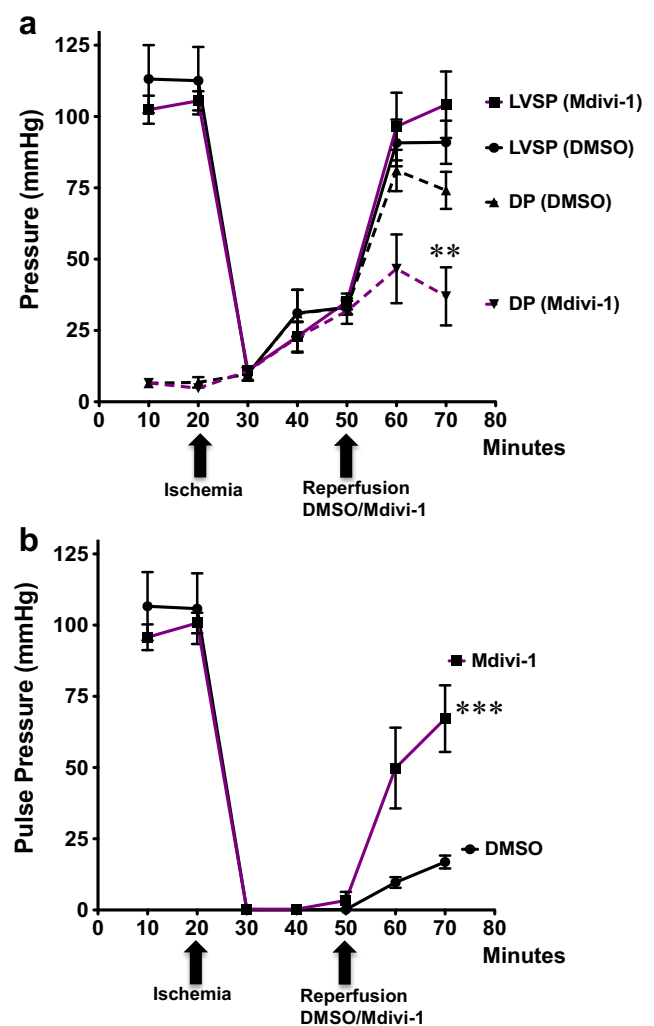 a
Pressure (mmHg)
125
100
75
50
25
0
0 10 20 30 40 50 60 70 80
Minutes
LVSP (Mdivi-1)
LVSP (DMSO)
DP (DMSO)
**
DP (Mdivi-1)
Ischemia
Reperfusion
DMSO/Mdivi-1
b
Pulse Pressure (mmHg)
125
100
75
50
25
0
0 10 20 30 40 50 60 70 80
Minutes
Mdivi-1
***
DMSO
Ischemia
Reperfusion
DMSO/Mdivi-1